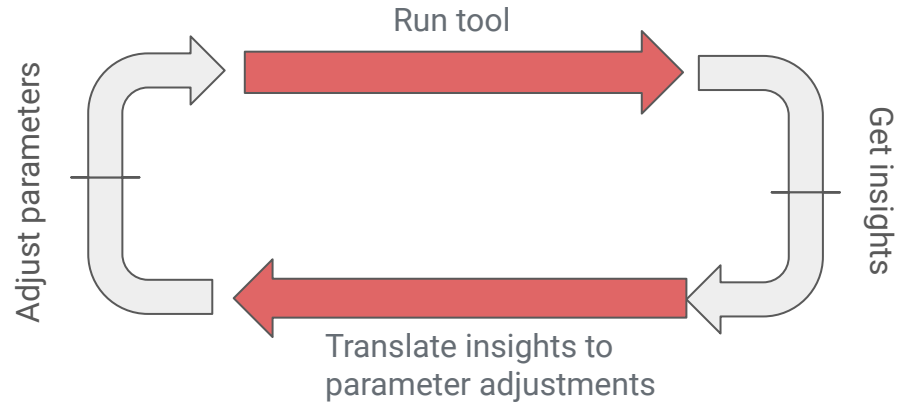 Run tool
Adjust parameters
Get insights
Translate insights to
parameter adjustments